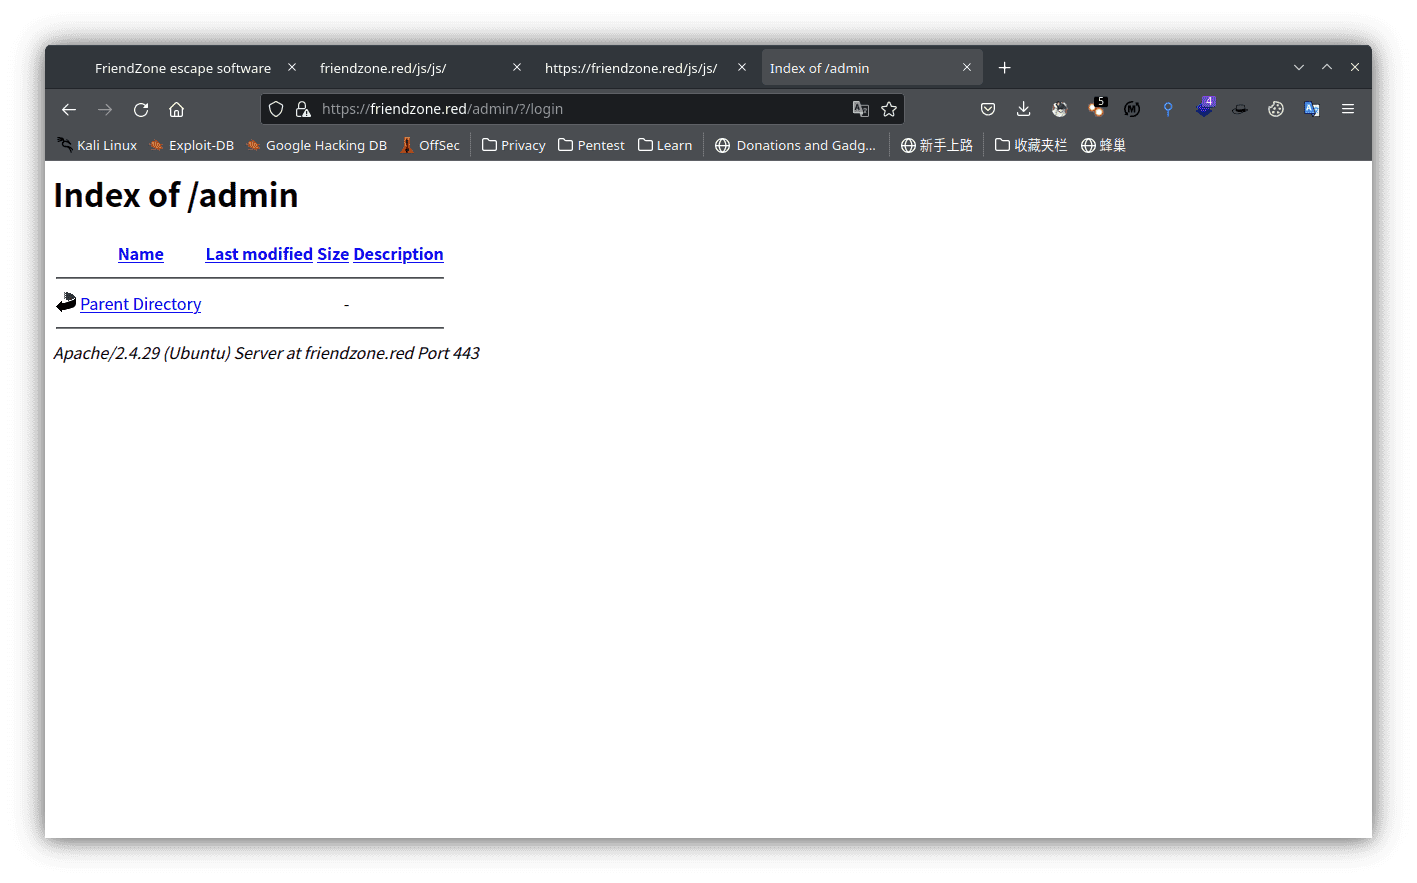 FriendZone escape software × friendzone.red/js/js/ × https://friendzone.red/js/js/ × Index of /admin × +
https://friendzone.red/admin/?/login 5 4
Kali Linux Exploit-DB Google Hacking DB OffSec Privacy Pentest Learn Donations and Gadg... 新手上路 收藏夹栏 蜂巢
Index of /admin
Name Last modified Size Description
Parent Directory -
Apache/2.4.29 (Ubuntu) Server at friendzone.red Port 443